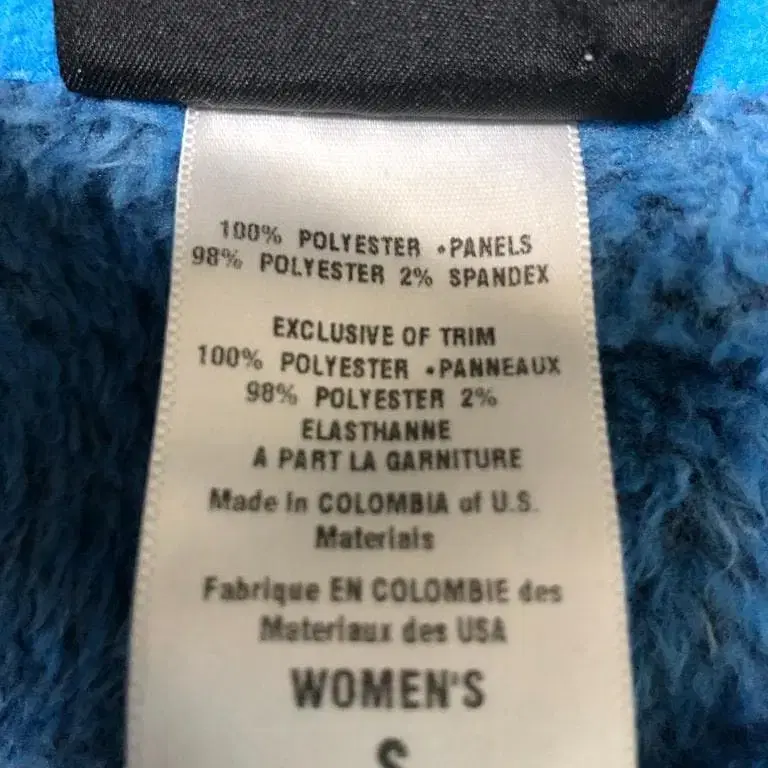 100% POLYESTER •PANELS
98% POLYESTER 2% SPANDEX
EXCLUSIVE OF TRIM
100% POLYESTER •PANNEAUX
98% POLYESTER 2%
ELASTHANNE
A PART LA GARNITURE
Made in COLOMBIA of U.S.
Materials
Fabrique EN COLOMBIE des
Materiaux des USA
WOMEN'S
S